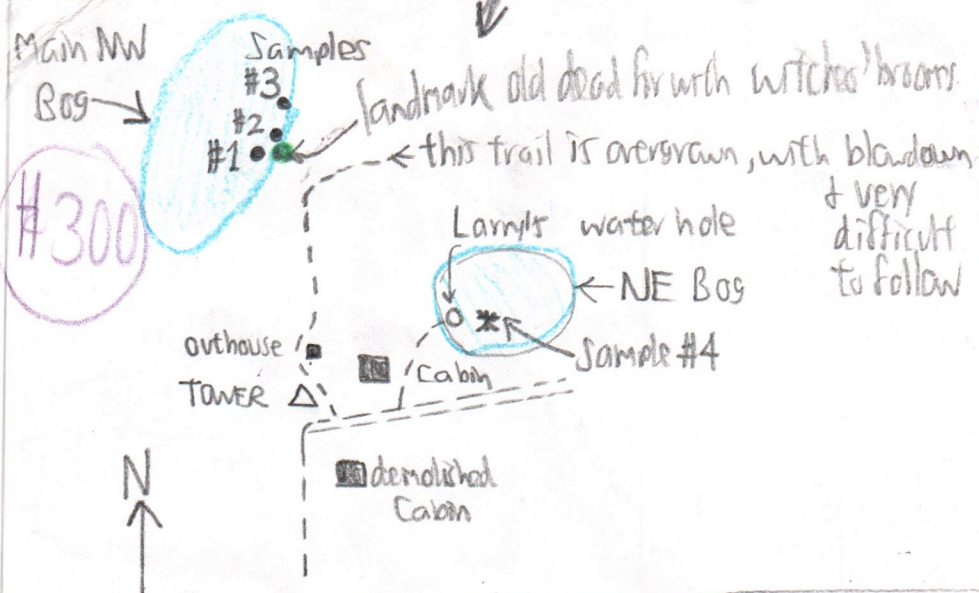 Main NW
Bog
Samples
#3
#2
#1
landmark old dead fir with witches' brooms
this trail is overgrown, with blowdown
& very
difficult
to follow
#300
Larry's water hole
NE Bog
Sample #4
outhouse
TOWER
Cabin
N
demolished
Cabin